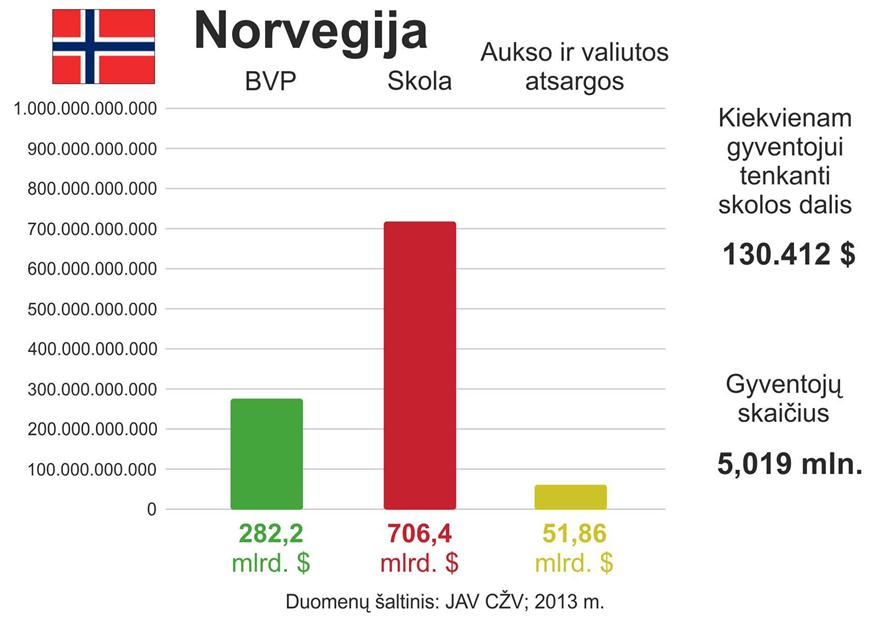 Norvegija
BVP
Skola
Aukso ir valiutos
atsargos
1.000.000.000.000
900.000.000.000
800.000.000.000
700.000.000.000
600.000.000.000
500.000.000.000
400.000.000.000
300.000.000.000
200.000.000.000
100.000.000.000
0
282,2
mlrd. $
706,4
mlrd. $
51,86
mlrd. $
Kiekvienam
gyventojui
tenkanti
skolos dalis
130.412 $
Gyventojų
skaičius
5,019 mln.
Duomenų šaltinis: JAV CŽV; 2013 m.